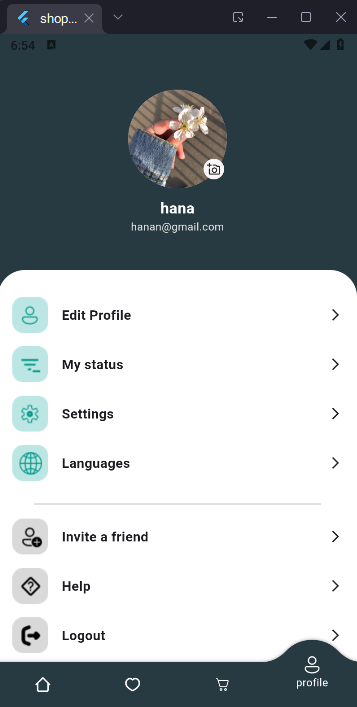 shop...
6:54
A
hana
hanan@gmail.com
Edit Profile
My status
Settings
Languages
Invite a friend
Help
Logout
profile